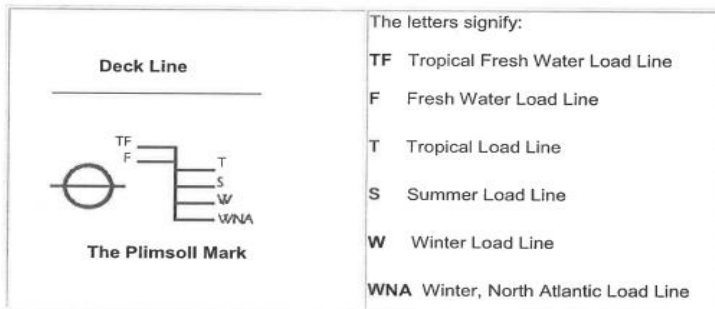 Deck Line
TF
F
T
S
W
WNA
The Plimsoll Mark
The letters signify:
TF Tropical Fresh Water Load Line
F Fresh Water Load Line
T Tropical Load Line
S Summer Load Line
W Winter Load Line
WNA Winter, North Atlantic Load Line